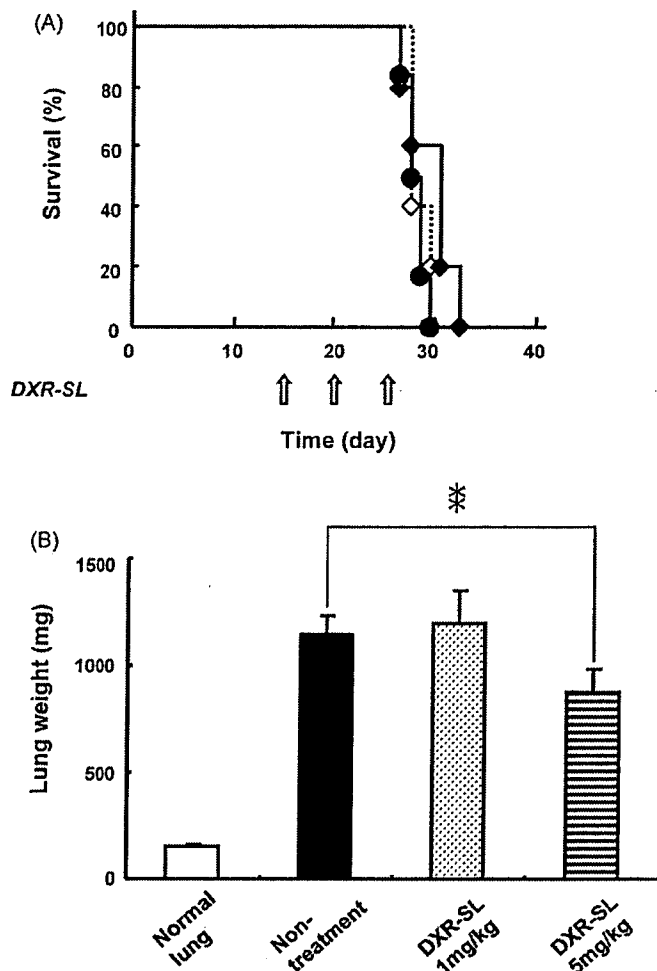 (A)
Survival (%)
100
80
60
40
20
0
0 10 20 30 40
DXR-SL
Time (day)
(B)
**
Lung weight (mg)
1500
1000
500
0
Normal
lung
Non-
treatment
DXR-SL
1mg/kg
DXR-SL
5mg/kg